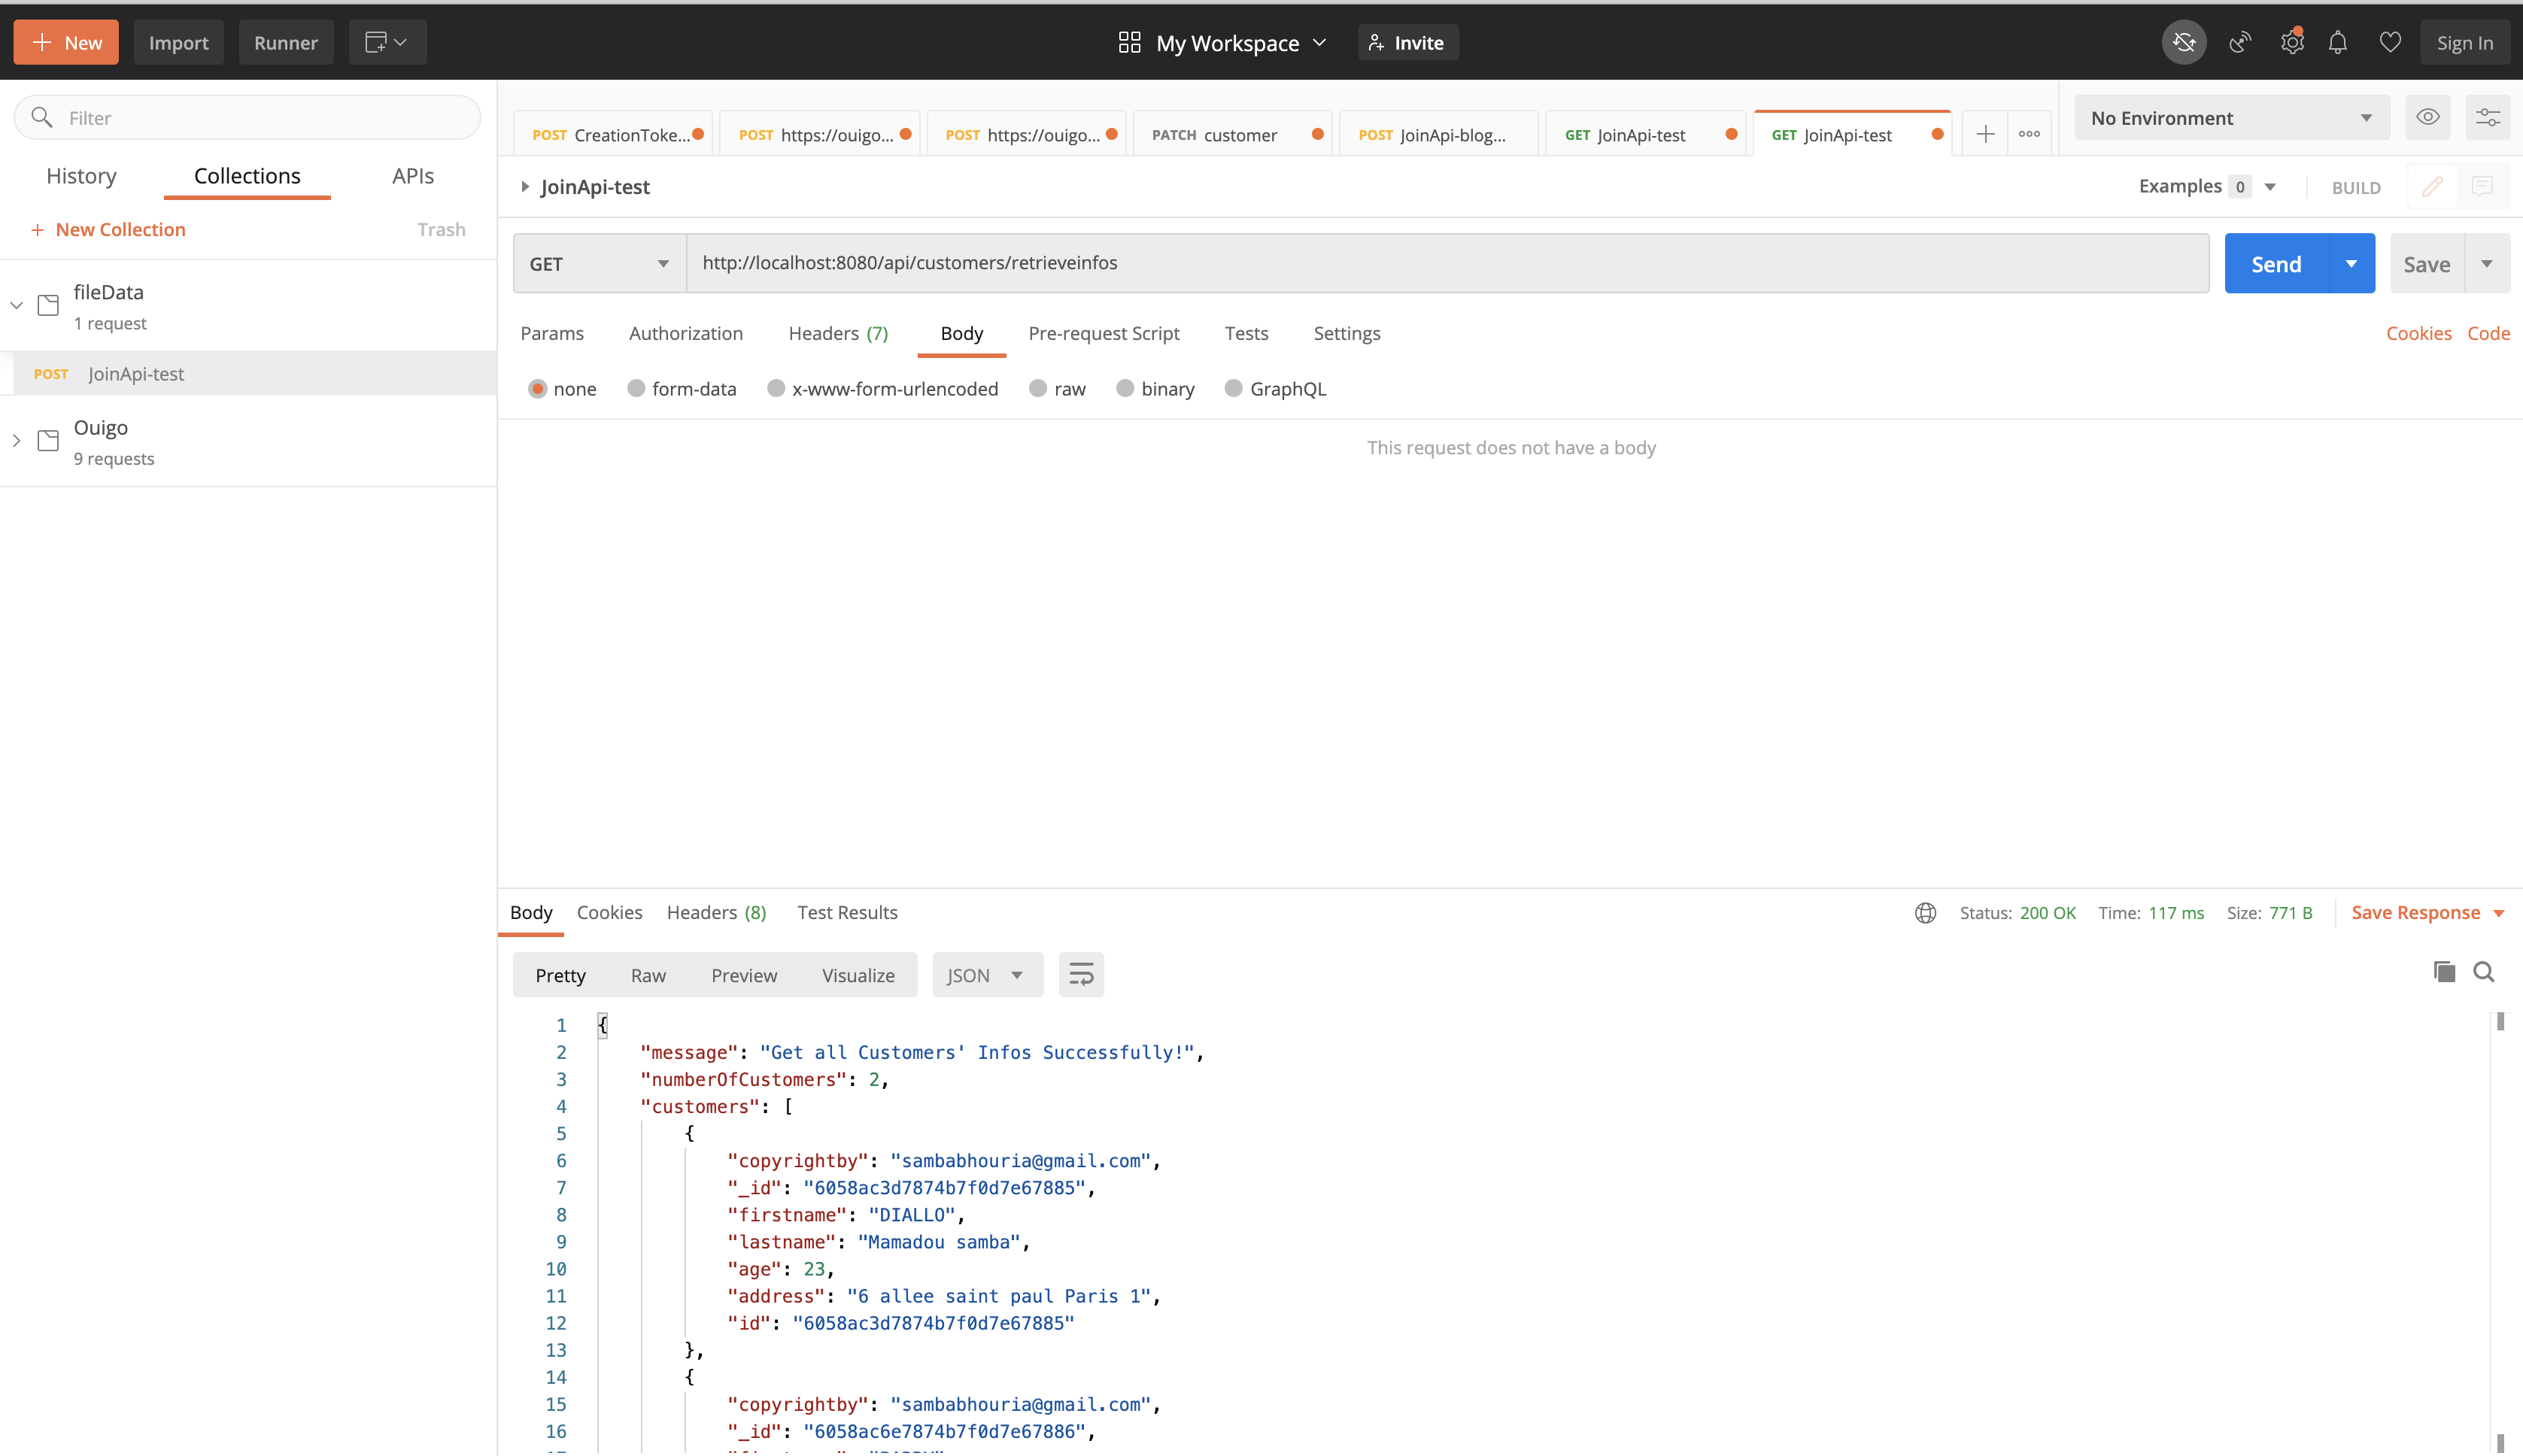 New Import Runner My Workspace Invite Sign In
Filter
History Collections APIs
New Collection Trash
fileData
1 request
POST JoinApi-test
Ouigo
9 requests
POST CreationToke... POST https://ouigo... POST https://ouigo... PATCH customer POST JoinApi-blog... GET JoinApi-test GET JoinApi-test No Environment
JoinApi-test Examples 0 BUILD
GET http://localhost:8080/api/customers/retrieveinfos Send Save
Params Authorization Headers (7) Body Pre-request Script Tests Settings Cookies Code
none form-data x-www-form-urlencoded raw binary GraphQL
This request does not have a body
Body Cookies Headers (8) Test Results Status: 200 OK Time: 117 ms Size: 771 B Save Response
Pretty Raw Preview Visualize JSON
1 {
2 "message": "Get all Customers' Infos Successfully!",
3 "numberOfCustomers": 2,
4 "customers": [
5 {
6 "copyrightby": "sambabhouria@gmail.com",
7 "_id": "6058ac3d7874b7f0d7e67885",
8 "firstname": "DIALLO",
9 "lastname": "Mamadou samba",
10 "age": 23,
11 "address": "6 allee saint paul Paris 1",
12 "id": "6058ac3d7874b7f0d7e67885"
13 },
14 {
15 "copyrightby": "sambabhouria@gmail.com",
16 "_id": "6058ac6e7874b7f0d7e67886",